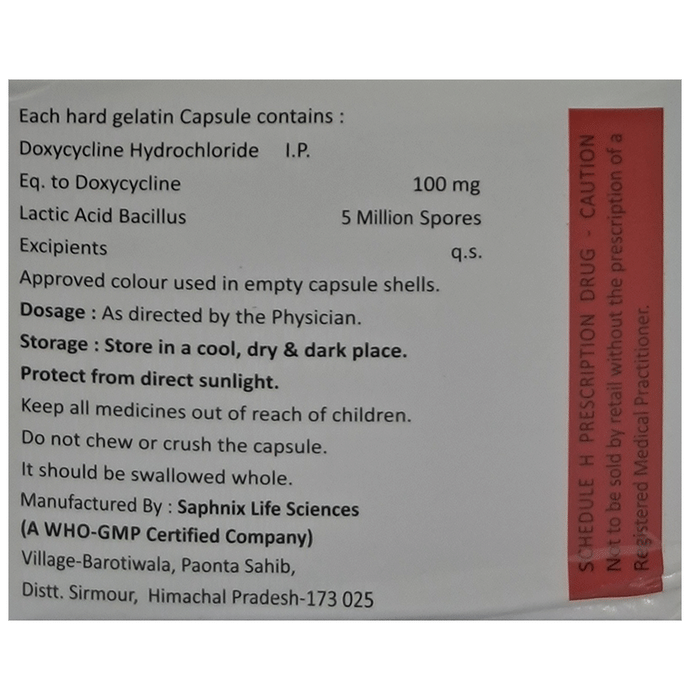 Each hard gelatin Capsule contains :
Doxycycline Hydrochloride I.P.
Eq. to Doxycycline 100 mg
Lactic Acid Bacillus 5 Million Spores
Excipients q.s.
Approved colour used in empty capsule shells.
Dosage : As directed by the Physician.
Storage : Store in a cool, dry & dark place.
Protect from direct sunlight.
Keep all medicines out of reach of children.
Do not chew or crush the capsule.
It should be swallowed whole.
Manufactured By : Saphnix Life Sciences
(A WHO-GMP Certified Company)
Village-Barotiwala, Paonta Sahib,
Distt. Sirmour, Himachal Pradesh-173 025
SCHEDULE H PRESCRIPTION DRUG - CAUTION
Not to be sold by retail without the prescription of a
Registered Medical Practitioner.